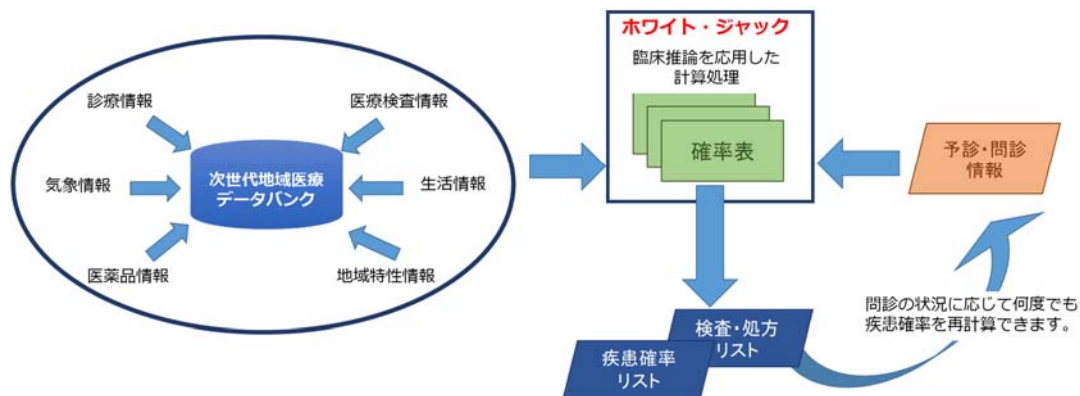 診療情報
医療検査情報
気象情報
次世代地域医療
データバンク
生活情報
医薬品情報
地域特性情報
ホワイト・ジャック
臨床推論を応用した
計算処理
確率表
予診・問診
情報
検査・処方
リスト
疾患確率
リスト
問診の状況に応じて何度でも
疾患確率を再計算できます。